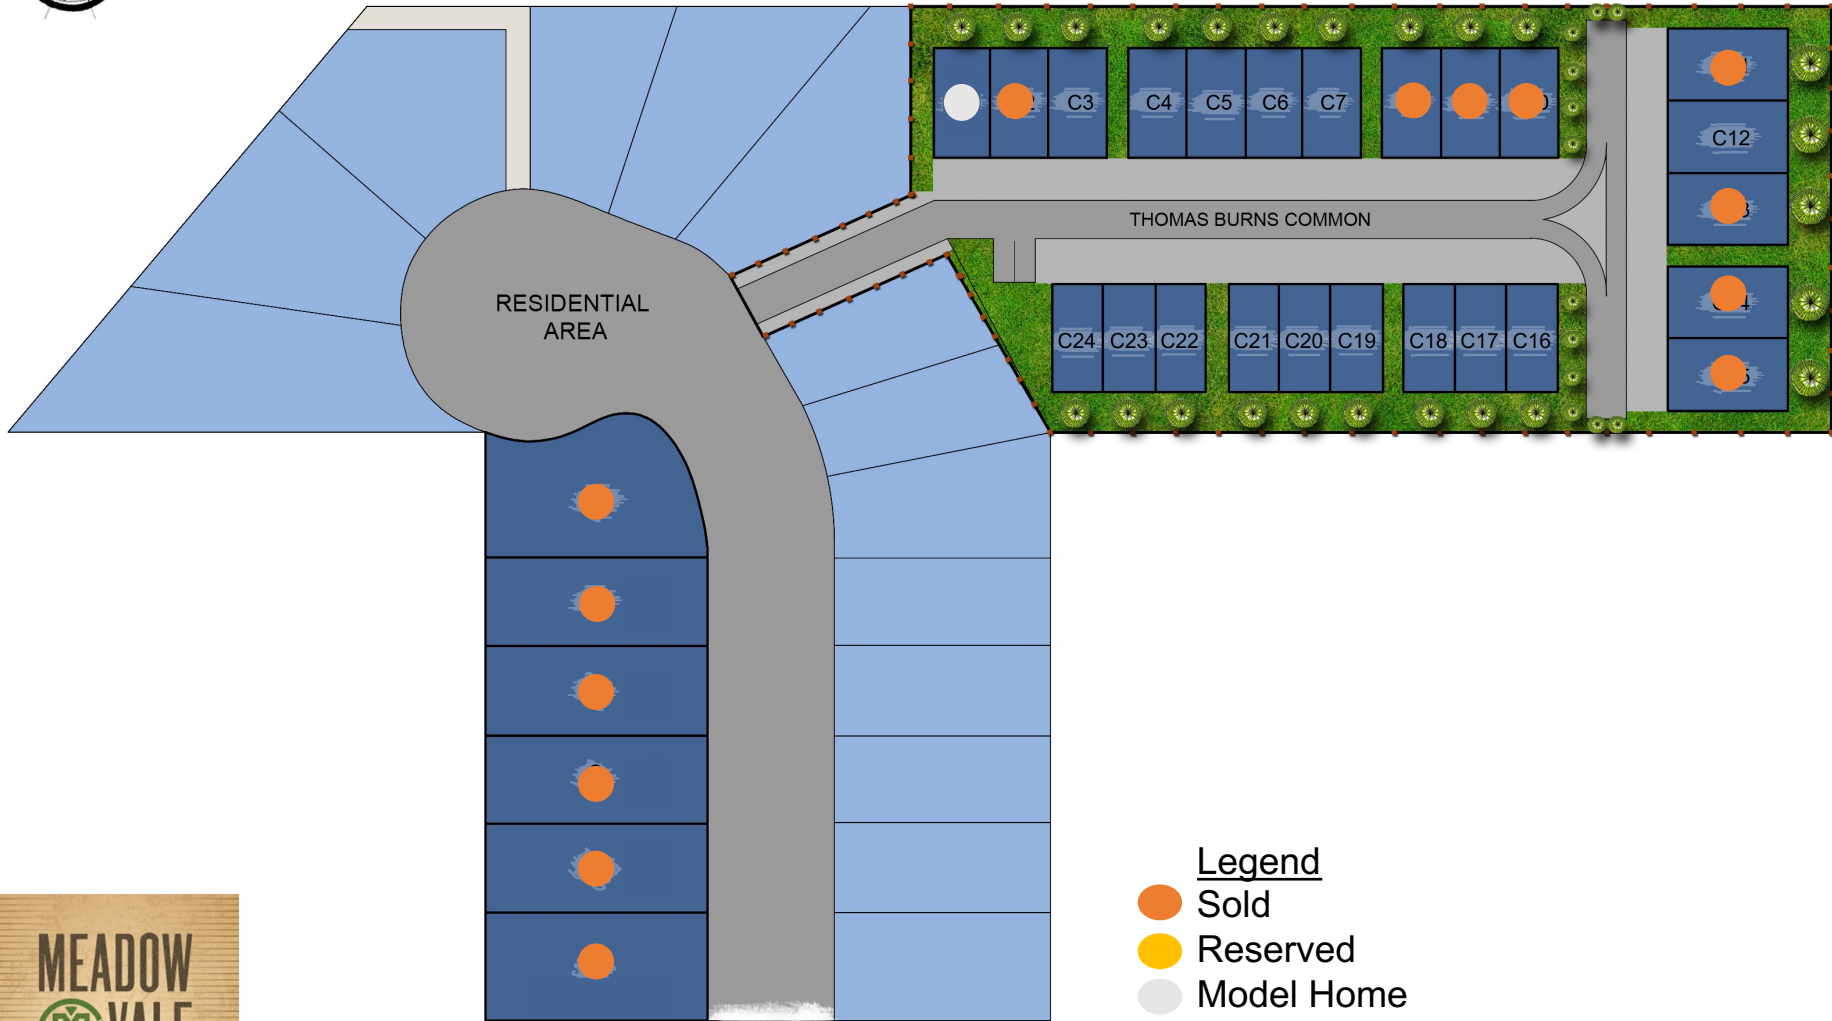 C3
C4
C5
C6
C7
C12
THOMAS BURNS COMMON
RESIDENTIAL
AREA
C24
C23
C22
C21
C20
C19
C18
C17
C16
Legend
Sold
Reserved
Model Home
MEADOW
VALE